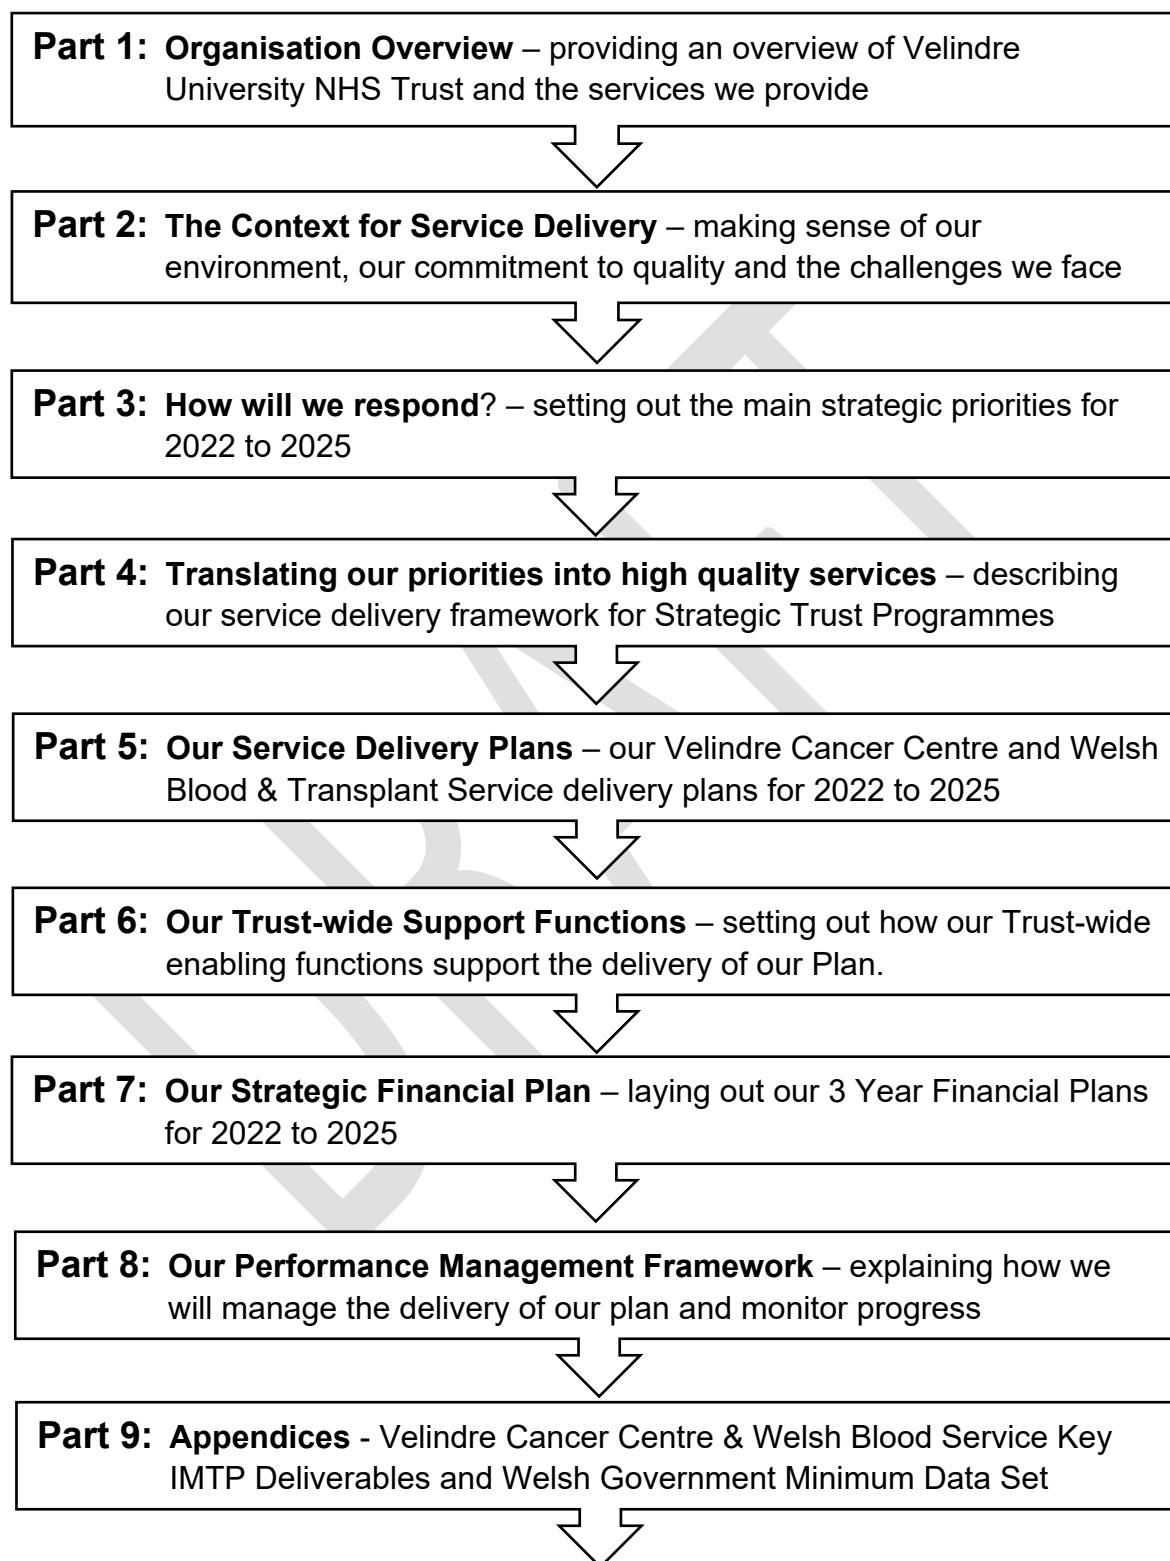 Part 1: Organisation Overview – providing an overview of Velindre
University NHS Trust and the services we provide
Part 2: The Context for Service Delivery – making sense of our
environment, our commitment to quality and the challenges we face
Part 3: How will we respond? – setting out the main strategic priorities for
2022 to 2025
Part 4: Translating our priorities into high quality services – describing
our service delivery framework for Strategic Trust Programmes
Part 5: Our Service Delivery Plans – our Velindre Cancer Centre and Welsh
Blood & Transplant Service delivery plans for 2022 to 2025
Part 6: Our Trust-wide Support Functions – setting out how our Trust-wide
enabling functions support the delivery of our Plan.
Part 7: Our Strategic Financial Plan – laying out our 3 Year Financial Plans
for 2022 to 2025
Part 8: Our Performance Management Framework – explaining how we
will manage the delivery of our plan and monitor progress
Part 9: Appendices - Velindre Cancer Centre & Welsh Blood Service Key
IMTP Deliverables and Welsh Government Minimum Data Set
DRAFT